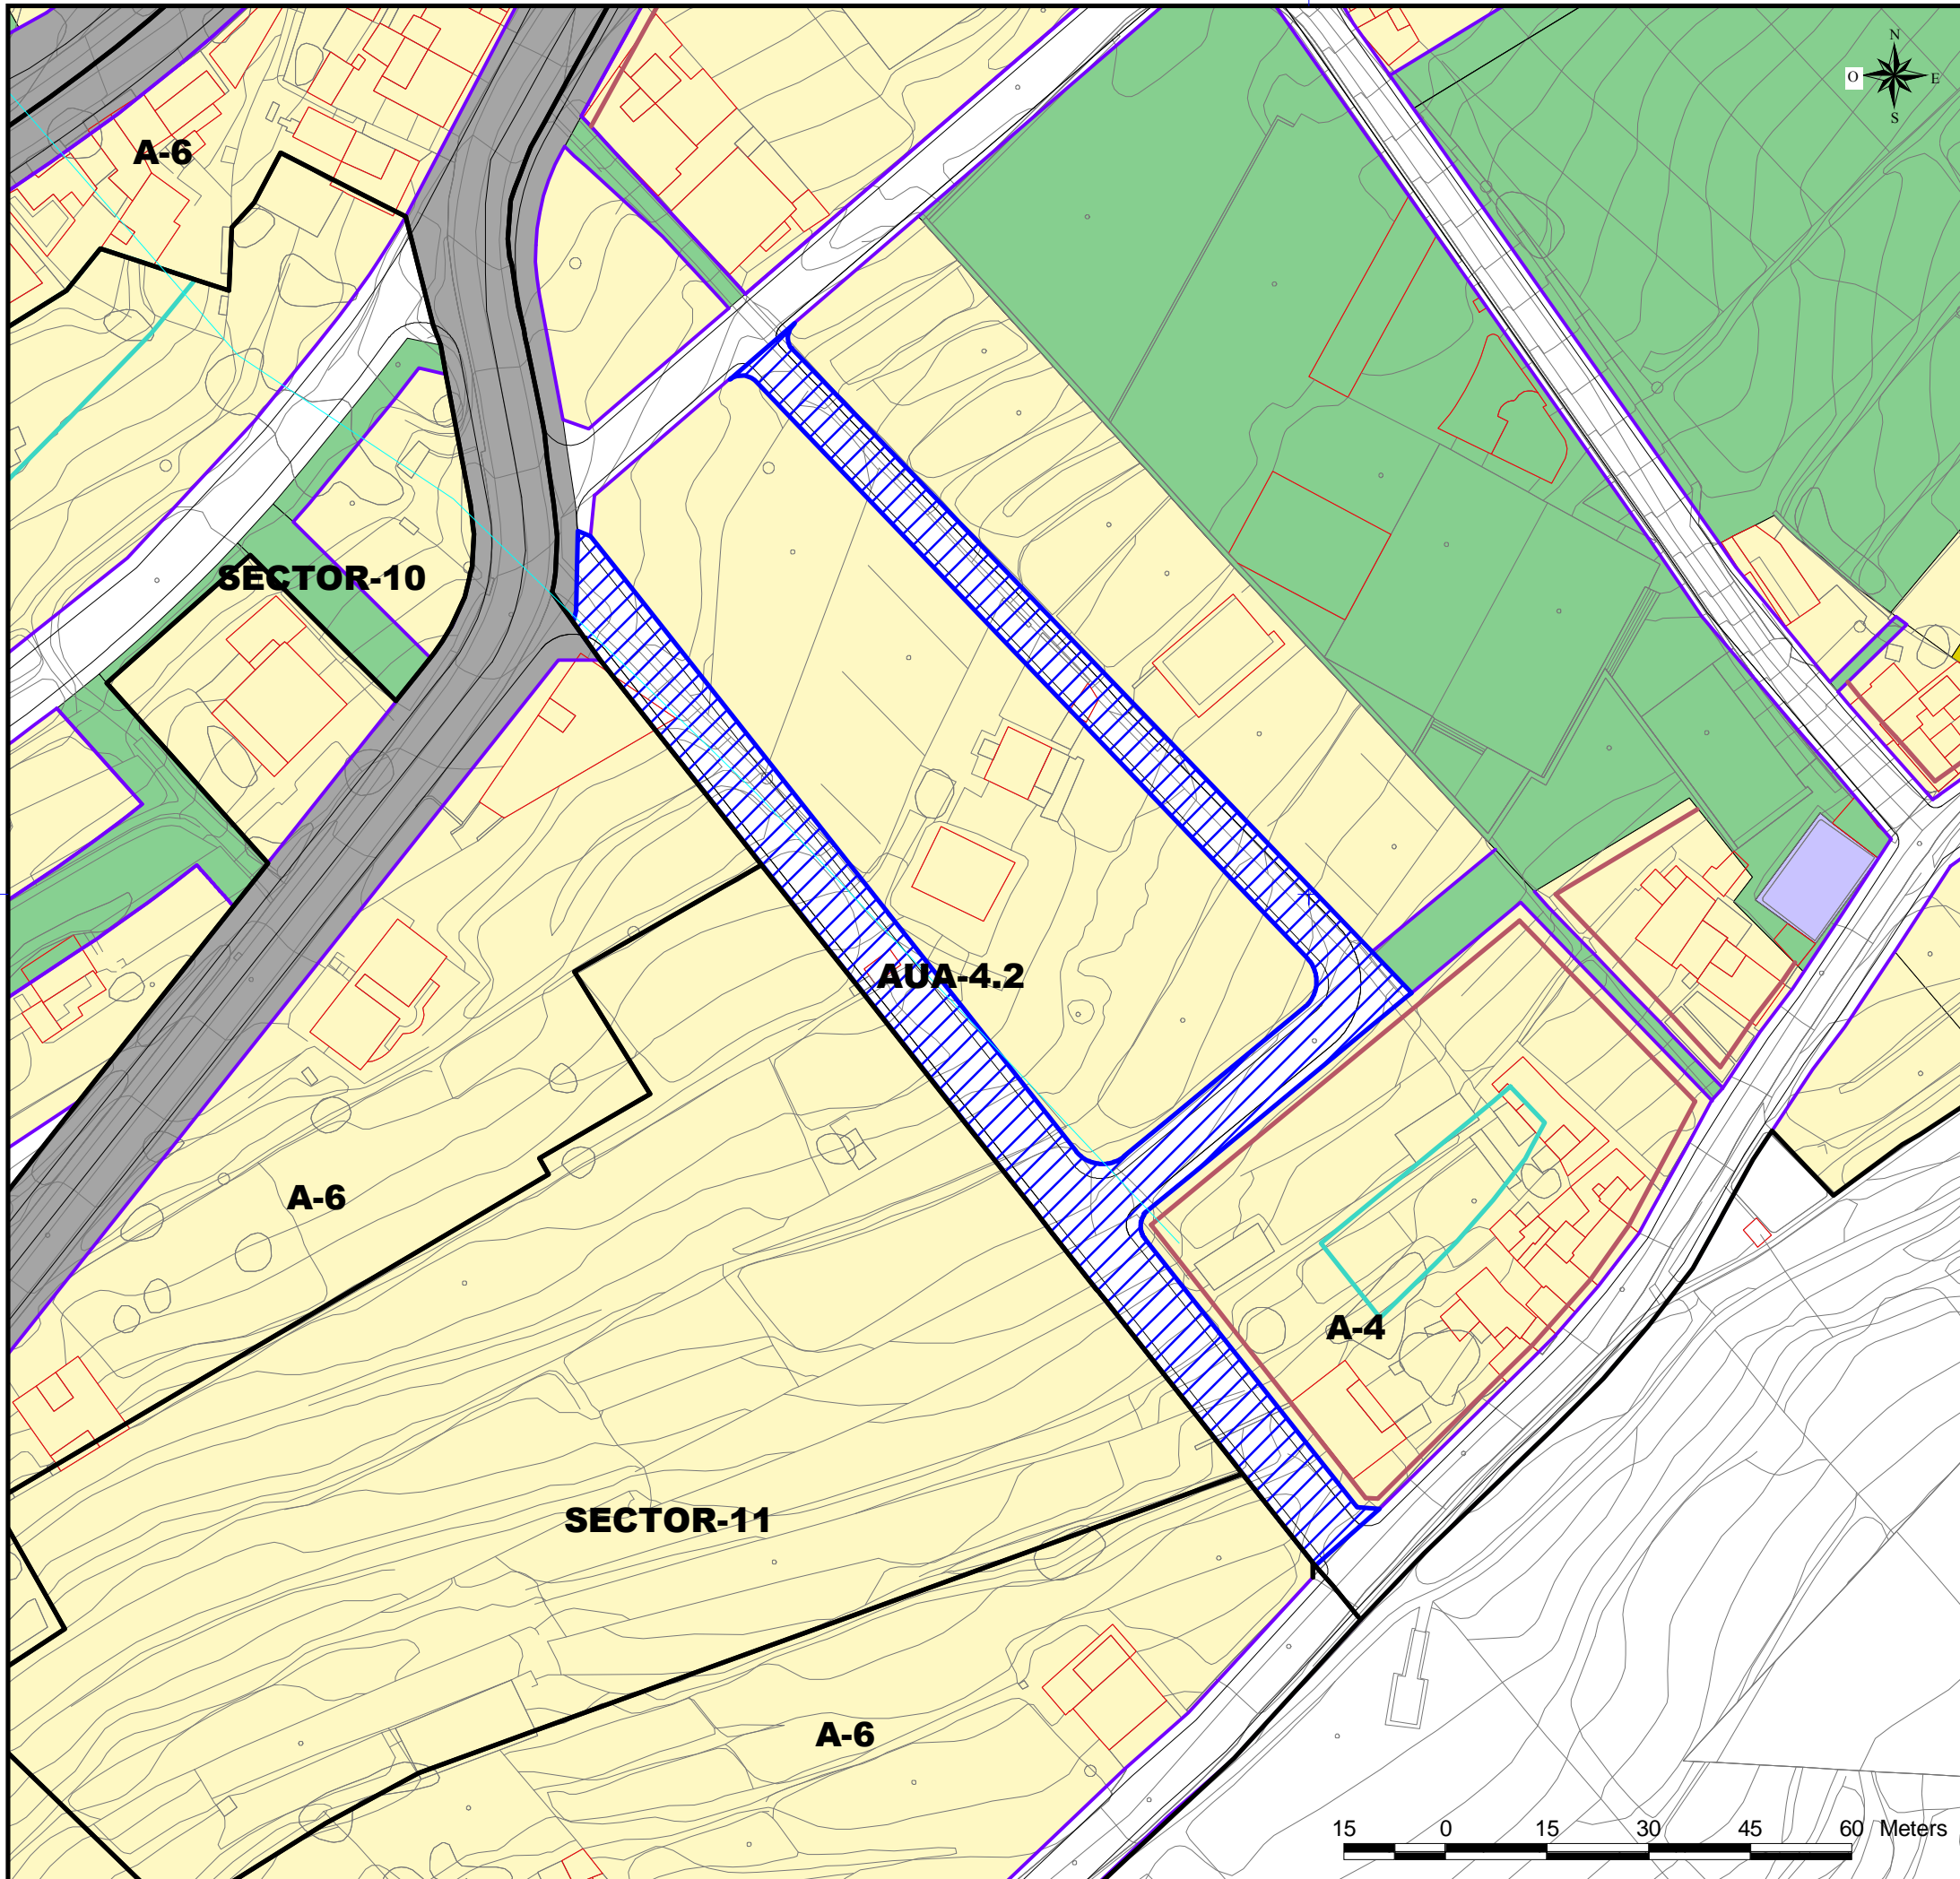 N
O E
S
A-6
SECTOR-10
AUA-4.2
A-6
A-4
SECTOR-11
A-6
15 0 15 30 45 60 Meters